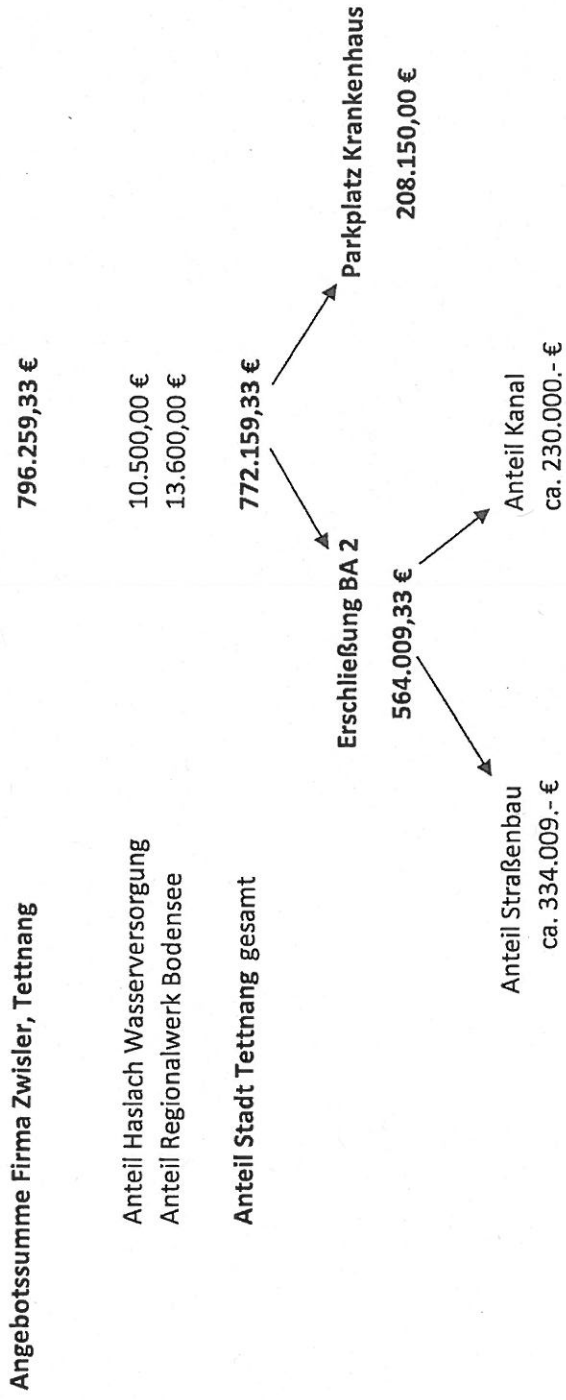 Angebotssumme Firma Zwisler, Tettnang 796.259,33 €
Anteil Haslach Wasserversorgung 10.500,00 €
Anteil Regionalwerk Bodensee 13.600,00 €
Anteil Stadt Tettnang gesamt 772.159,33 €
Erschließung BA 2 Parkplatz Krankenhaus
564.009,33 € 208.150,00 €
Anteil Straßenbau Anteil Kanal
ca. 334.009.- € ca. 230.000.- €